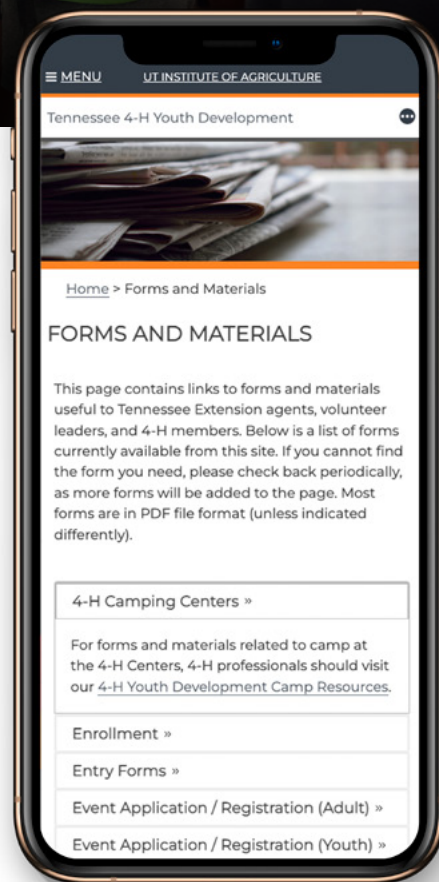 ≡ MENU UT INSTITUTE OF AGRICULTURE
Tennessee 4-H Youth Development
Home > Forms and Materials
FORMS AND MATERIALS
This page contains links to forms and materials
useful to Tennessee Extension agents, volunteer
leaders, and 4-H members. Below is a list of forms
currently available from this site. If you cannot find
the form you need, please check back periodically,
as more forms will be added to the page. Most
forms are in PDF file format (unless indicated
differently).
4-H Camping Centers »
For forms and materials related to camp at
the 4-H Centers, 4-H professionals should visit
our 4-H Youth Development Camp Resources.
Enrollment »
Entry Forms »
Event Application / Registration (Adult) »
Event Application / Registration (Youth) »